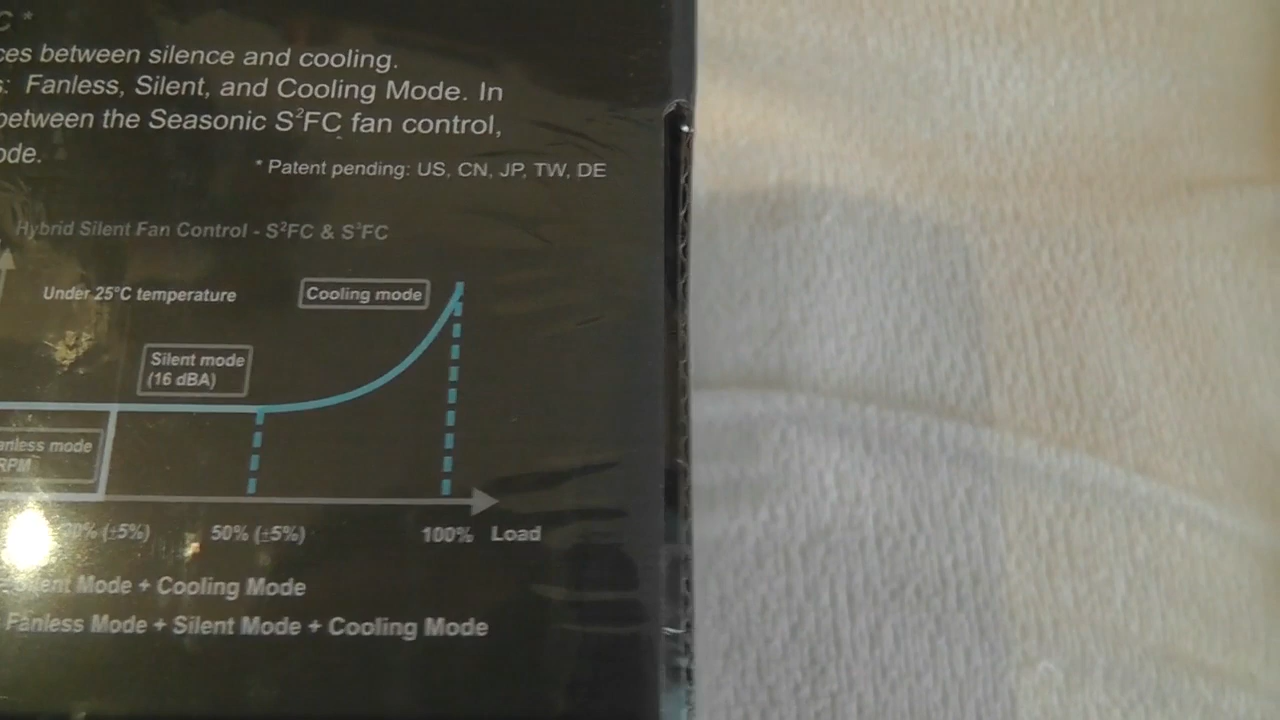 C *
ces between silence and cooling.
s: Fanless, Silent, and Cooling Mode. In
between the Seasonic S²FC fan control,
ode.
* Patent pending: US, CN, JP, TW, DE
Hybrid Silent Fan Control - S²FC & S³FC
Under 25°C temperature
Cooling mode
Silent mode
(16 dBA)
anless mode
RPM
(±5%) 50% (±5%) 100% Load
Silent Mode + Cooling Mode
Fanless Mode + Silent Mode + Cooling Mode